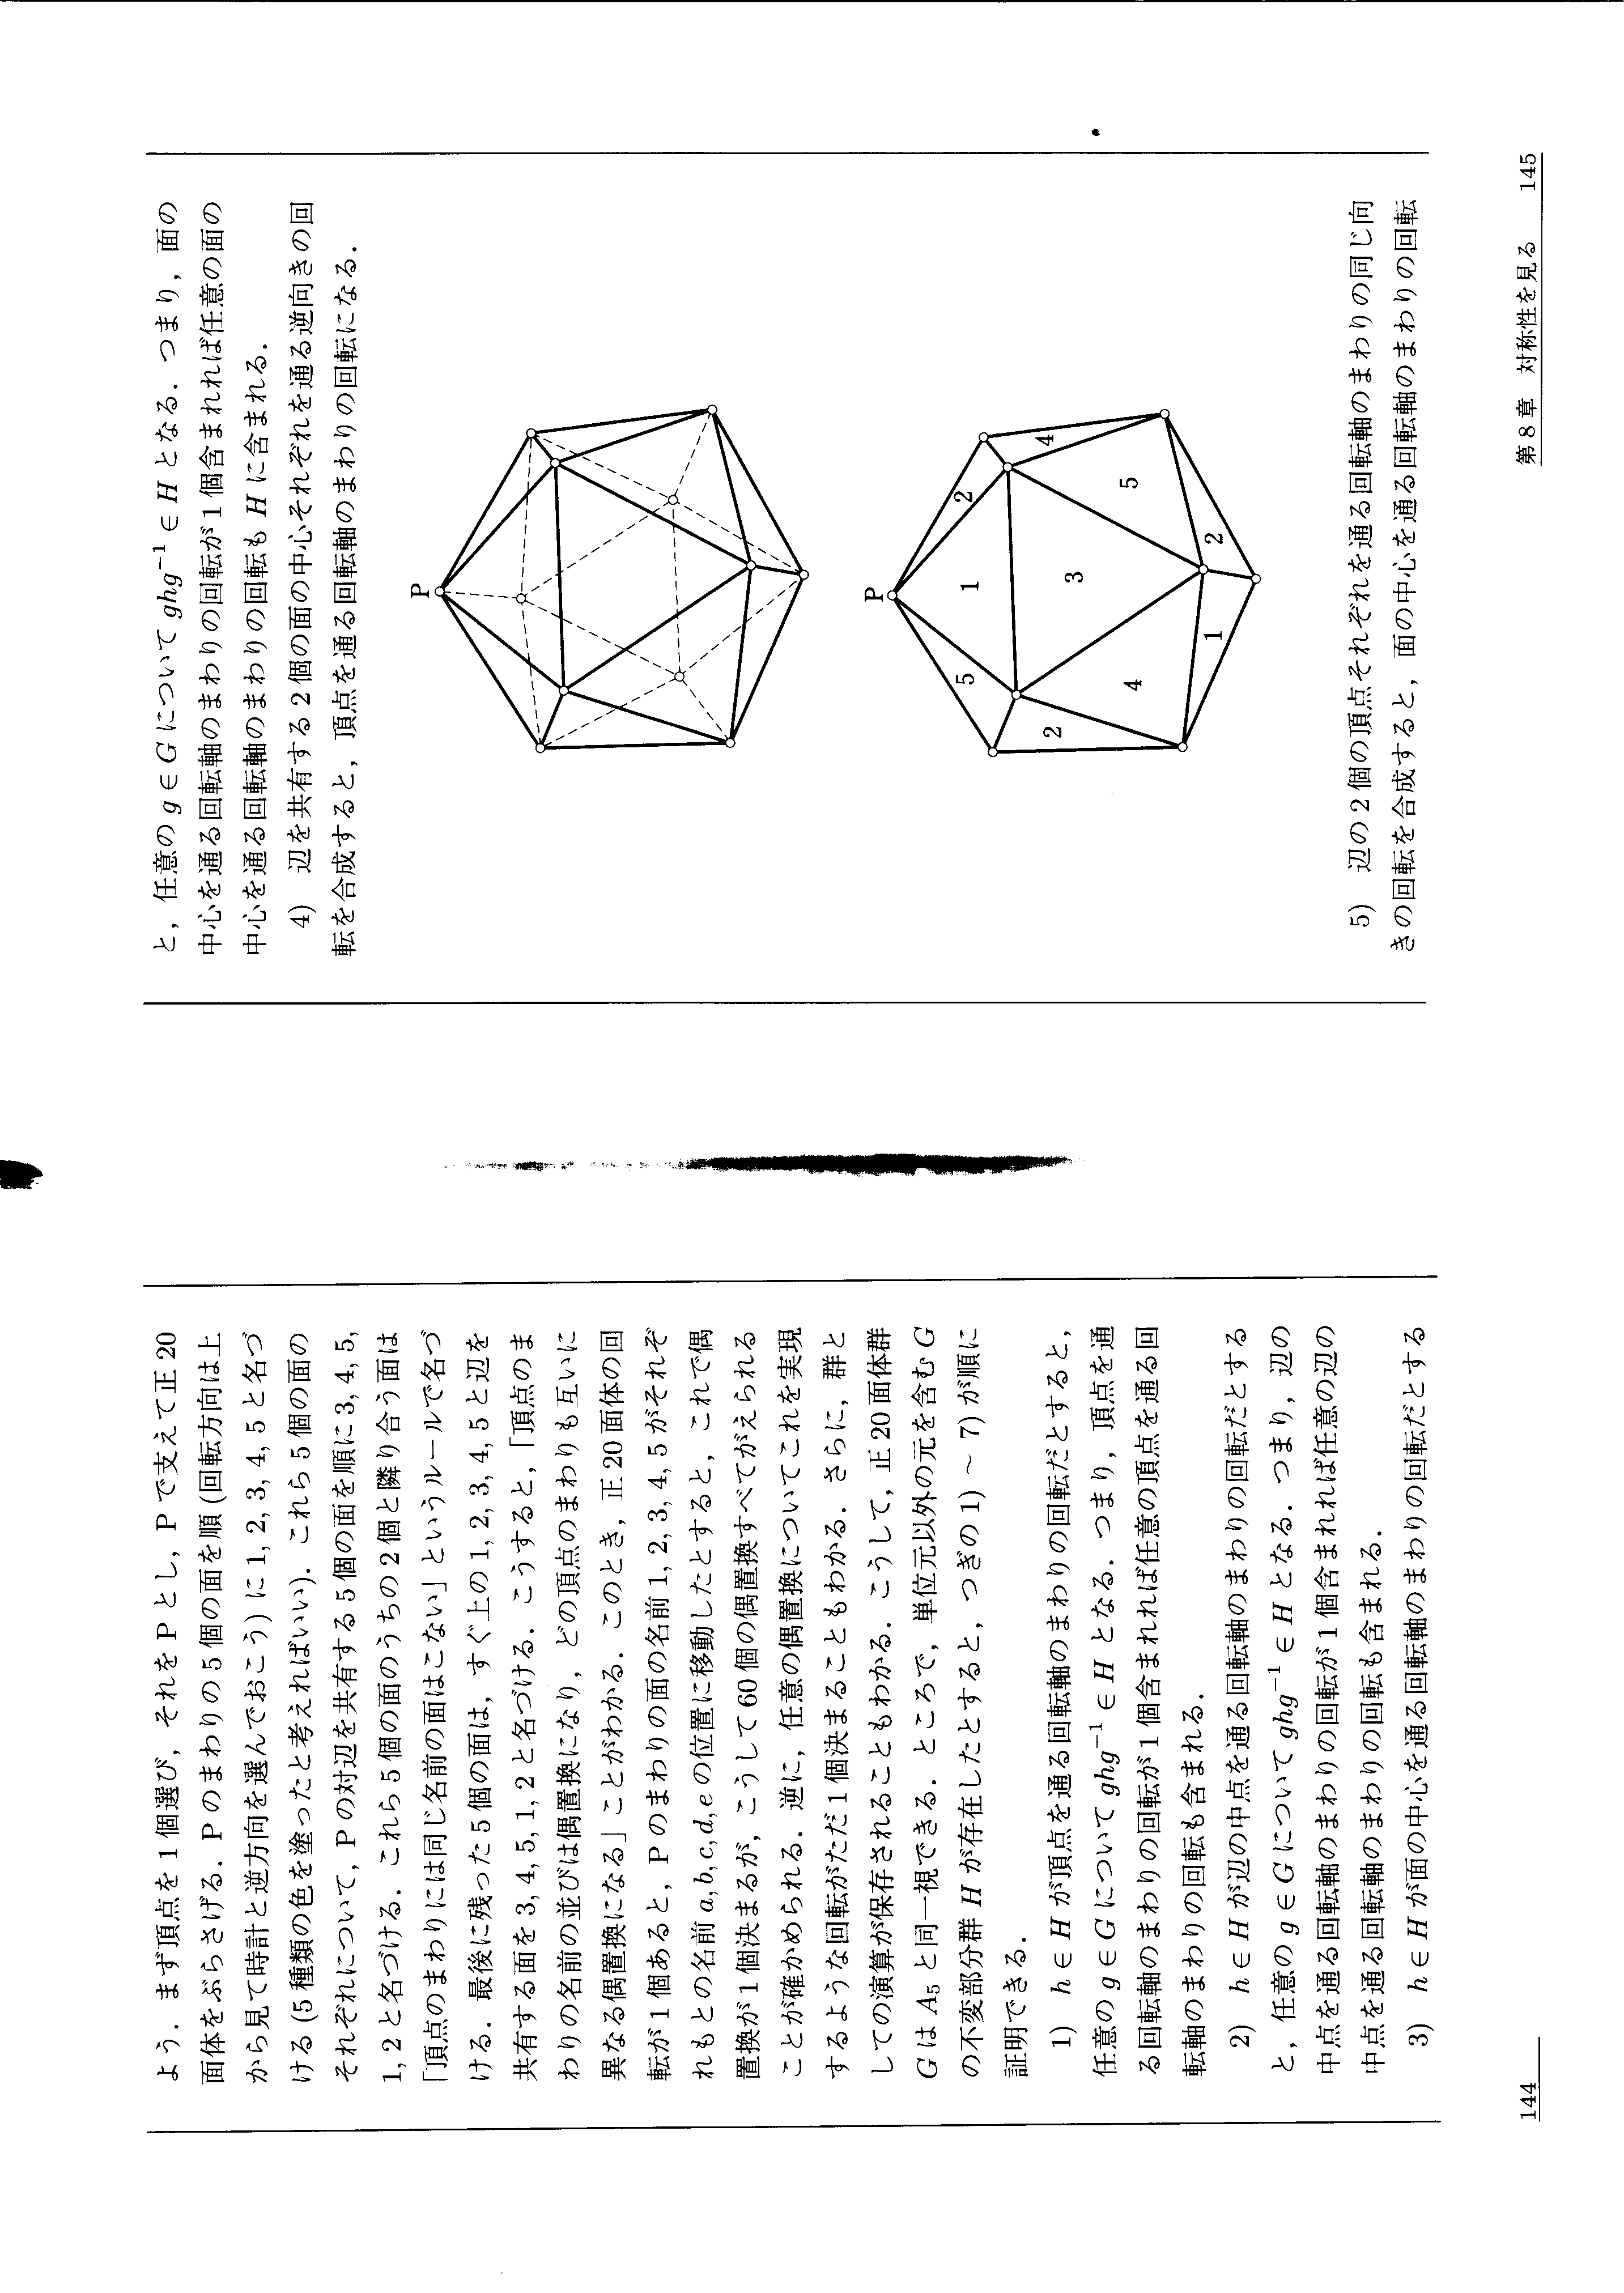 よう．まず頂点を1個選び，それをPとし，Pで支えて正20
面体をぶらさげる．Pのまわりの5個の面を順(回転方向は上
から見て時計と逆方向を選んでおこう)に1, 2, 3, 4, 5と名づ
ける(5種類の色を塗ったと考えればいい)．これら5個の面の
それぞれについて，Pの対辺を共有する5個の面を順に3, 4, 5,
1, 2と名づける．これら5個の面のうちの2個と隣り合う面は
「頂点のまわりには同じ名前の面はこない」というルールで名づ
ける．最後に残った5個の面は，すぐ上の1, 2, 3, 4, 5と辺を
共有する面を3, 4, 5, 1, 2と名づける．こうすると，「頂点のま
わりの名前の並びは偶置換になり，どの頂点のまわりも互いに
異なる偶置換になる」ことがわかる．このとき，正20面体の回
転が1個あると，Pのまわりの面の名前1, 2, 3, 4, 5がそれぞ
れもとの名前a, b, c, d, eの位置に移動したとすると，これで偶
置換が1個決まるが，こうして60個の偶置換すべてがえられる
ことが確かめられる．逆に，任意の偶置換についてこれを実現
するような回転がただ1個決まることもわかる．さらに，群と
しての演算が保存されることもわかる．こうして，正20面体群
GはA₅と同一視できる．ところで，単位元以外の元を含むG
の不変部分群Hが存在したとすると，つぎの1) ~ 7)が順に
証明できる．
1) h∈Hが頂点を通る回転軸のまわりの回転だとすると，
任意のg∈Gについてghg⁻¹∈Hとなる．つまり，頂点を通
る回転軸のまわりの回転が1個含まれれば任意の頂点を通る回
転軸のまわりの回転も含まれる．
2) h∈Hが辺の中点を通る回転軸のまわりの回転だとする
と，任意のg∈Gについてghg⁻¹∈Hとなる．つまり，辺の
中点を通る回転軸のまわりの回転が1個含まれれば任意の辺の
中点を通る回転軸のまわりの回転も含まれる．
3) h∈Hが面の中心を通る回転軸のまわりの回転だとする
144
と，任意のg∈Gについてghg⁻¹∈Hとなる．つまり，面の
中心を通る回転軸のまわりの回転が1個含まれれば任意の面の
中心を通る回転軸のまわりの回転もHに含まれる．
4) 辺を共有する2個の面の中心それぞれを通る逆向きの回
転を合成すると，頂点を通る回転軸のまわりの回転になる．
P
P
5
1
2
2
4
3
4
5
1
2
5) 辺の2個の頂点それぞれを通る回転軸のまわりの同じ向
きの回転を合成すると，面の中心を通る回転軸のまわりの回転
第8章 対称性を見る 145